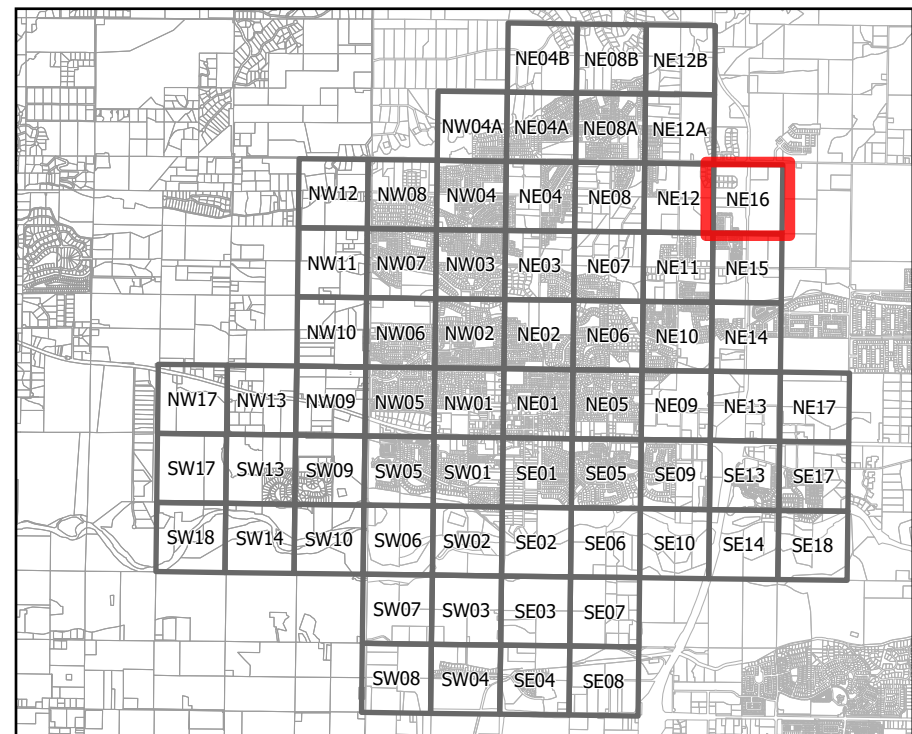 NE04B NE08B NE12B
NW04A NE04A NE08A NE12A
NW12 NW08 NW04 NE04 NE08 NE12 NE16
NW11 NW07 NW03 NE03 NE07 NE11 NE15
NW10 NW06 NW02 NE02 NE06 NE10 NE14
NW17 NW13 NW09 NW05 NW01 NE01 NE05 NE09 NE13 NE17
SW17 SW13 SW09 SW05 SW01 SE01 SE05 SE09 SE13 SE17
SW18 SW14 SW10 SW06 SW02 SE02 SE06 SE10 SE14 SE18
SW07 SW03 SE03 SE07
SW08 SW04 SE04 SE08